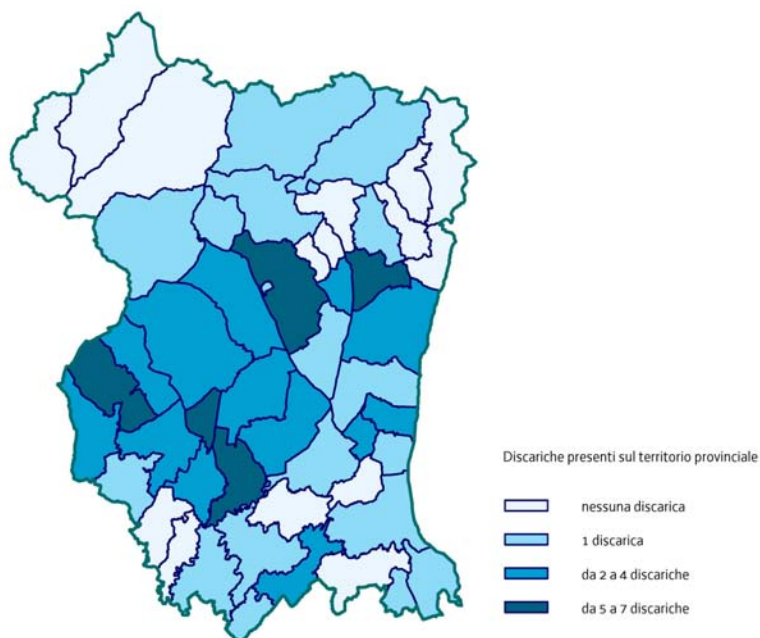 Discariche presenti sul territorio provinciale
nessuna discarica
1 discarica
da 2 a 4 discariche
da 5 a 7 discariche